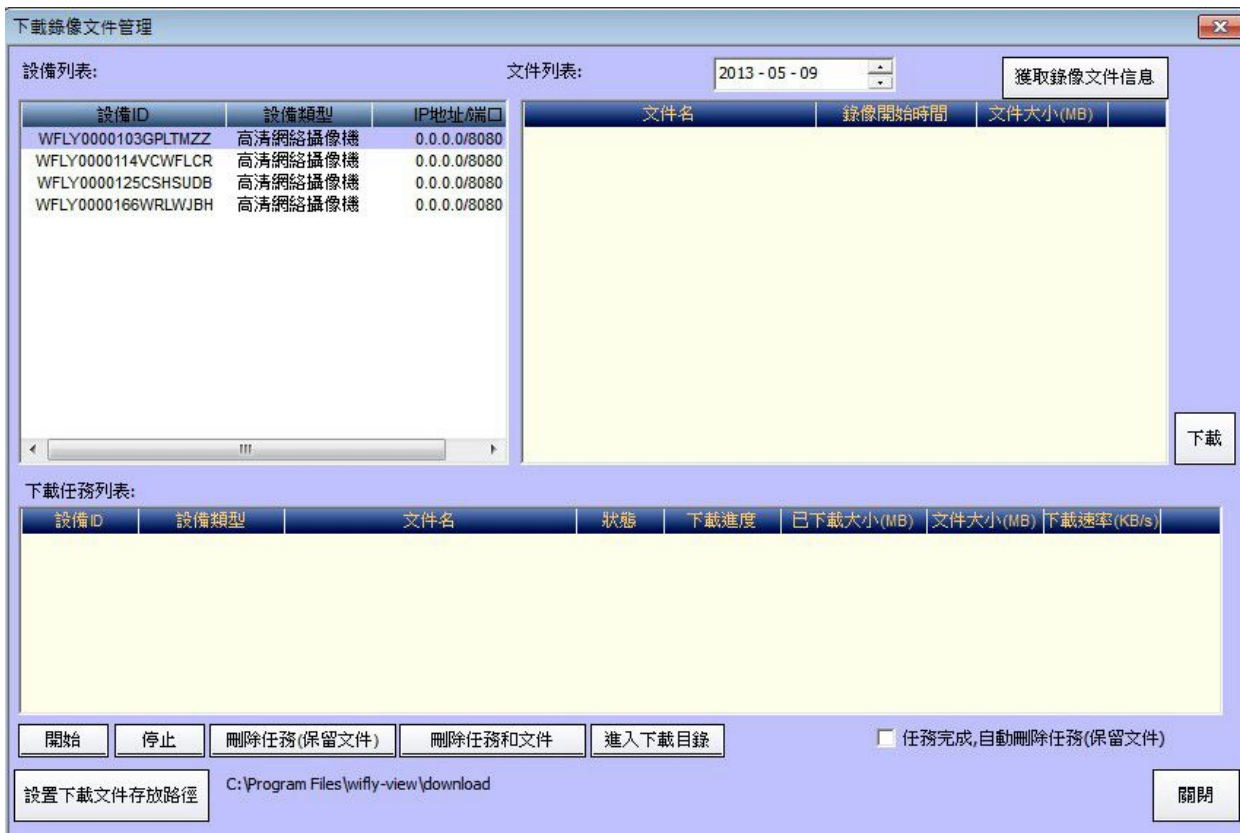 下載錄像文件管理
設備列表:
文件列表:
2013 - 05 - 09
獲取錄像文件信息
設備ID 設備類型 IP地址/端口
WFLY0000103GPLTMZZ 高清網絡攝像機 0.0.0.0/8080
WFLY0000114VCWFLCR 高清網絡攝像機 0.0.0.0/8080
WFLY0000125CSHSUDB 高清網絡攝像機 0.0.0.0/8080
WFLY0000166WRLWJBH 高清網絡攝像機 0.0.0.0/8080
文件名 錄像開始時間 文件大小(MB)
下載
下載任務列表:
設備ID 設備類型 文件名 狀態 下載進度 已下載大小(MB) 文件大小(MB) 下載速率(KB/s)
開始 停止 刪除任務(保留文件) 刪除任務和文件 進入下載目錄 任務完成,自動刪除任務(保留文件)
設置下載文件存放路徑 C:\Program Files\wifly-view\download 關閉